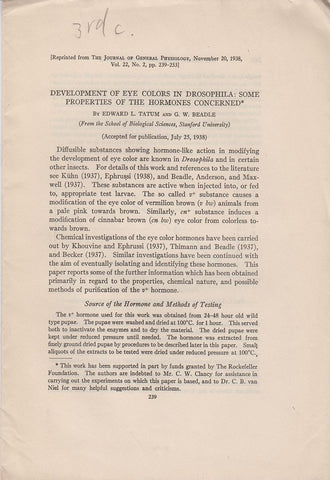 3rd c.
[Reprinted from THE JOURNAL OF GENERAL PHYSIOLOGY, November 20, 1938,
Vol. 22, No. 2, pp. 239–253]
DEVELOPMENT OF EYE COLORS IN DROSOPHILA: SOME
PROPERTIES OF THE HORMONES CONCERNED*
BY EDWARD L. TATUM AND G. W. BEADLE
(From the School of Biological Sciences, Stanford University)
(Accepted for publication, July 25, 1938)
Diffusible substances showing hormone-like action in modifying
the development of eye color are known in Drosophila and in certain
other insects. For details of this work and references to the literature
see Kühn (1937), Ephrussi (1938), and Beadle, Anderson, and Max-
well (1937). These substances are active when injected into, or fed
to, appropriate test larvae. The so called v⁺ substance causes a
modification of the eye color of vermilion brown (v bw) animals from
a pale pink towards brown. Similarly, cn⁺ substance induces a
modification of cinnabar brown (cn bw) eye color from colorless to-
wards brown.
Chemical investigations of the eye color hormones have been carried
out by Khouvine and Ephrussi (1937), Thimann and Beadle (1937),
and Becker (1937). Similar investigations have been continued with
the aim of eventually isolating and identifying these hormones. This
paper reports some of the further information which has been obtained
primarily in regard to the properties, chemical nature, and possible
methods of purification of the v⁺ hormone.
Source of the Hormone and Methods of Testing
The v⁺ hormone used for this work was obtained from 24–48 hour old wild
type pupae. The pupae were washed and dried at 100°C. for 1 hour. This served
both to inactivate the enzymes and to dry the material. The dried pupae were
kept under reduced pressure until needed. The hormone was extracted from
finely ground dried pupae by procedures to be described later in this paper. Small
aliquots of the extracts to be tested were dried under reduced pressure at 100°C.,
* This work has been supported in part by funds granted by The Rockefeller
Foundation. The authors are indebted to Mr. C. W. Clancy for assistance in
carrying out the experiments on which this paper is based, and to Dr. C. B. van
Niel for many helpful suggestions and criticisms.
239